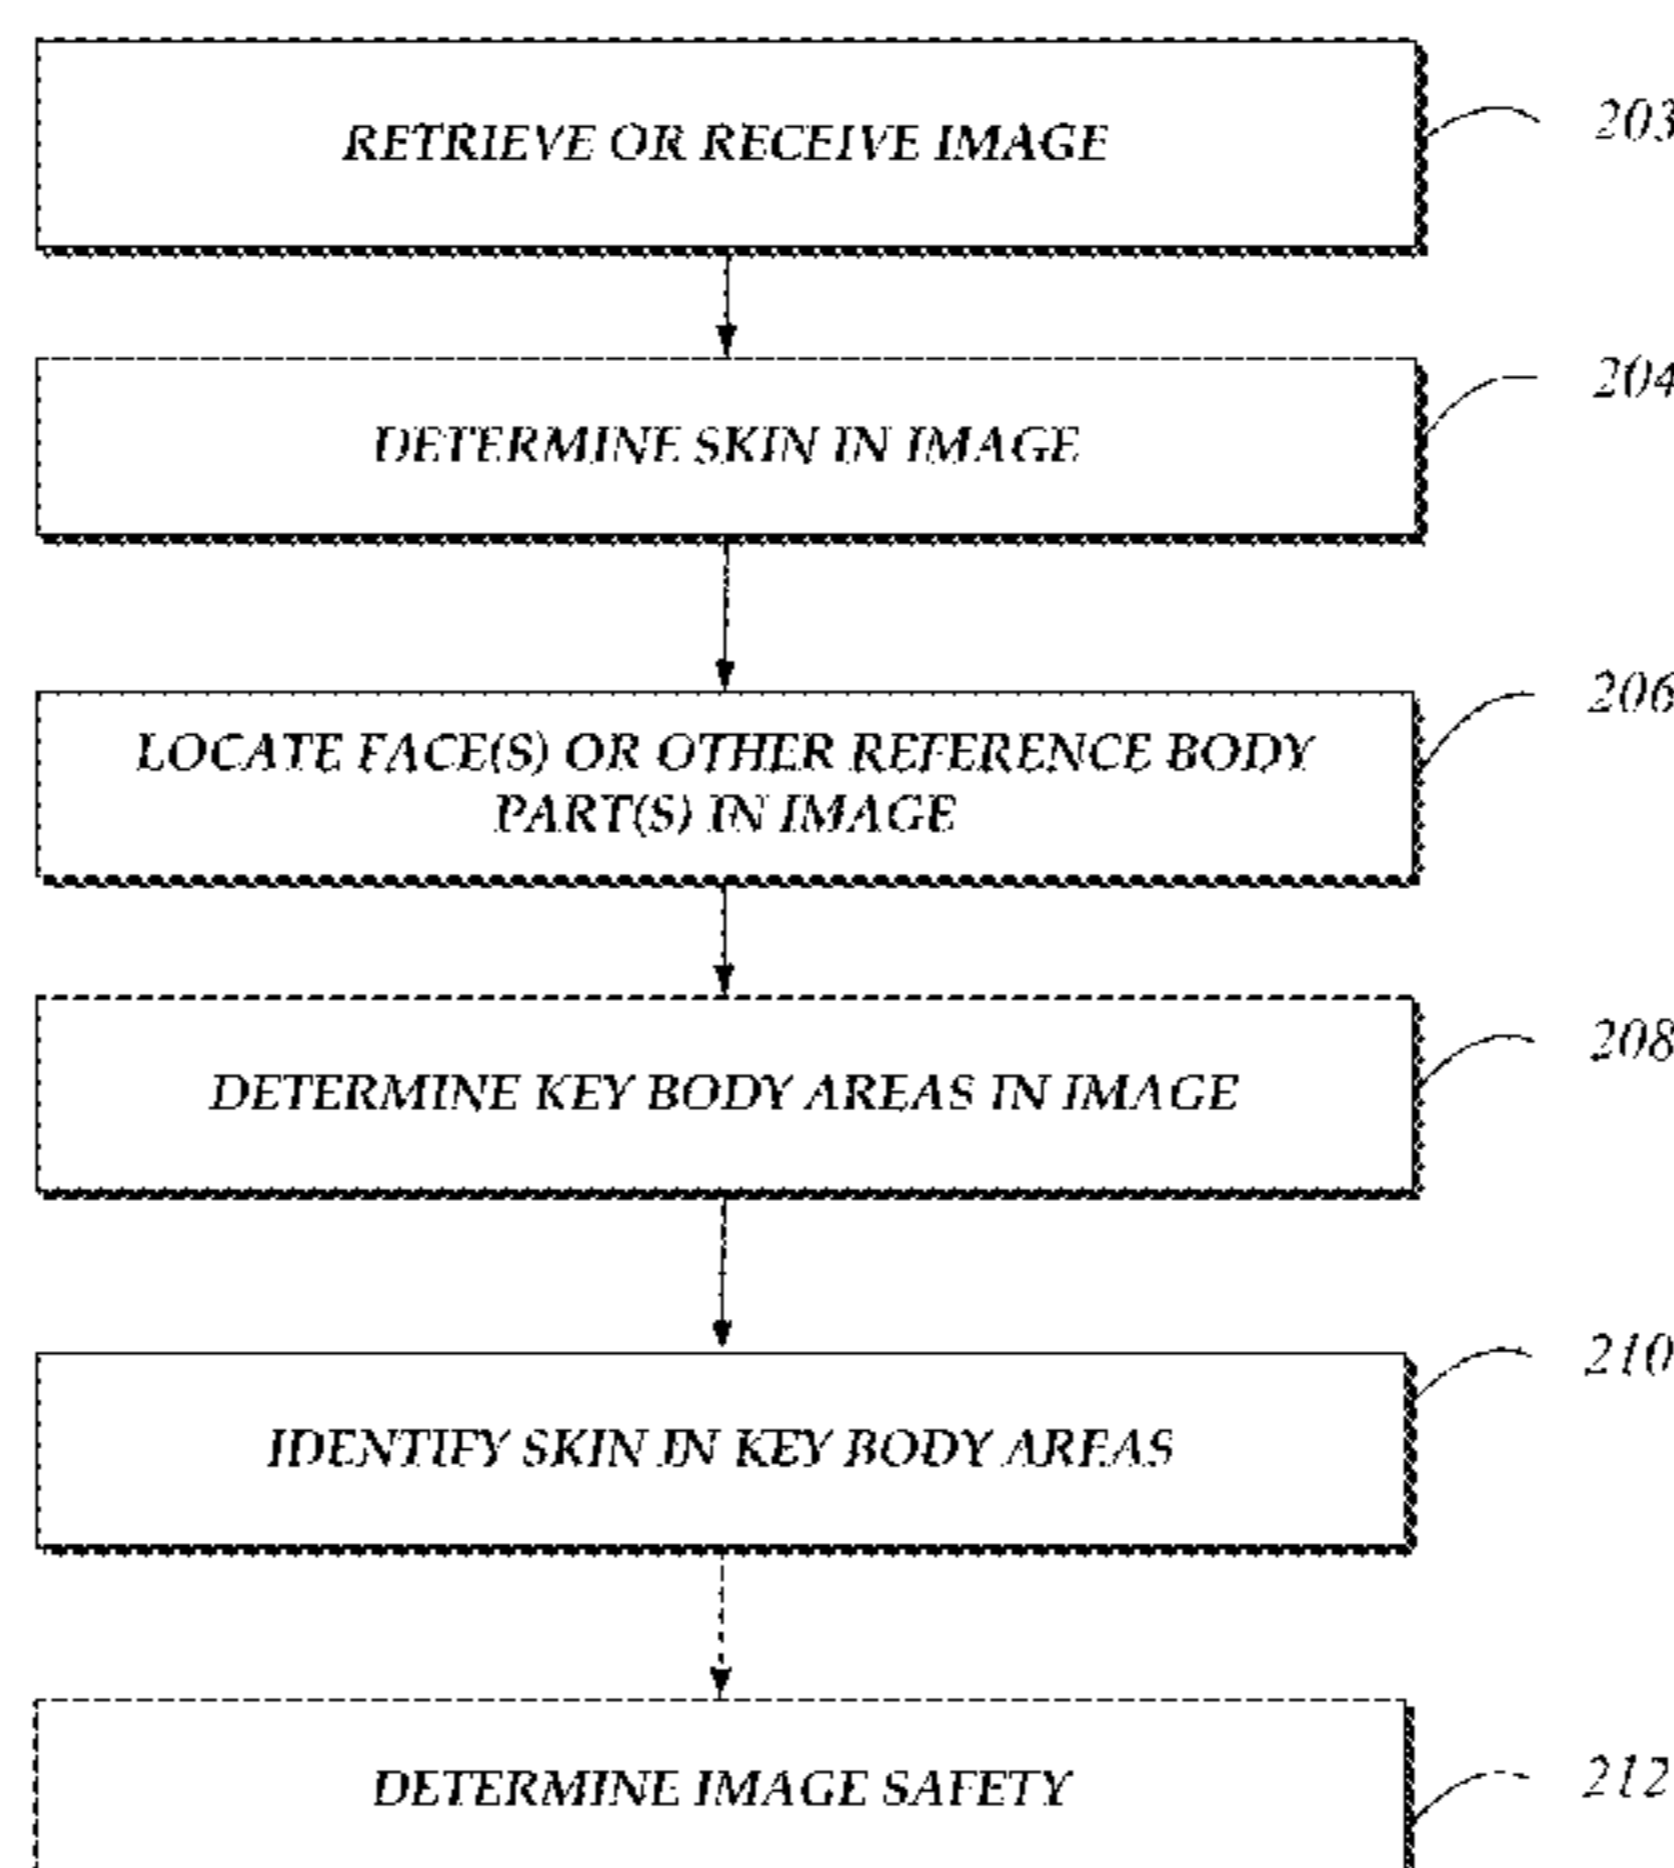 RETRIEVE OR RECEIVE IMAGE
203
DETERMINE SKIN IN IMAGE
204
LOCATE FACE(S) OR OTHER REFERENCE BODY
PART(S) IN IMAGE
206
DETERMINE KEY BODY AREAS IN IMAGE
208
IDENTIFY SKIN IN KEY BODY AREAS
210
DETERMINE IMAGE SAFETY
212